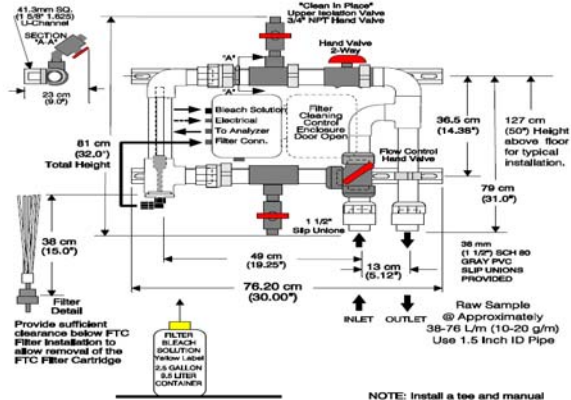 41.3mm SQ.
(1 5/8" 1.625)
U-Channel
SECTION
"A-A"
23 cm
(9.0")
"Clean In Place"
Upper Isolation Valve
3/4" NPT Hand Valve
Hand Valve
2-Way
"A"
"A"
Bleach Solution
Electrical
To Analyzer
Filter Conn.
Filter
Cleaning
Control
Enclosure
Door Open
81 cm
(32.0")
Total Height
36.5 cm
(14.38")
127 cm
(50") Height
above floor
for typical
installation.
Flow Control
Hand Valve
79 cm
(31.0")
38 cm
(15.0")
1 1/2"
Slip Unions
49 cm
(19.25")
13 cm
(5.12")
76.20 cm
(30.00")
38 mm
(1 1/2") SCH 80
GRAY PVC
SLIP UNIONS
PROVIDED
Filter
Detail
Provide sufficient
clearance below FTC
Filter Installation to
allow removal of the
FTC Filter Cartridge
FILTER
BLEACH
SOLUTION
Yellow Label
2.5 GALLON
9.5 LITER
CONTAINER
INLET
OUTLET
Raw Sample
@ Approximately
38-76 L/m (10-20 g/m)
Use 1.5 Inch ID Pipe
NOTE: Install a tee and manual